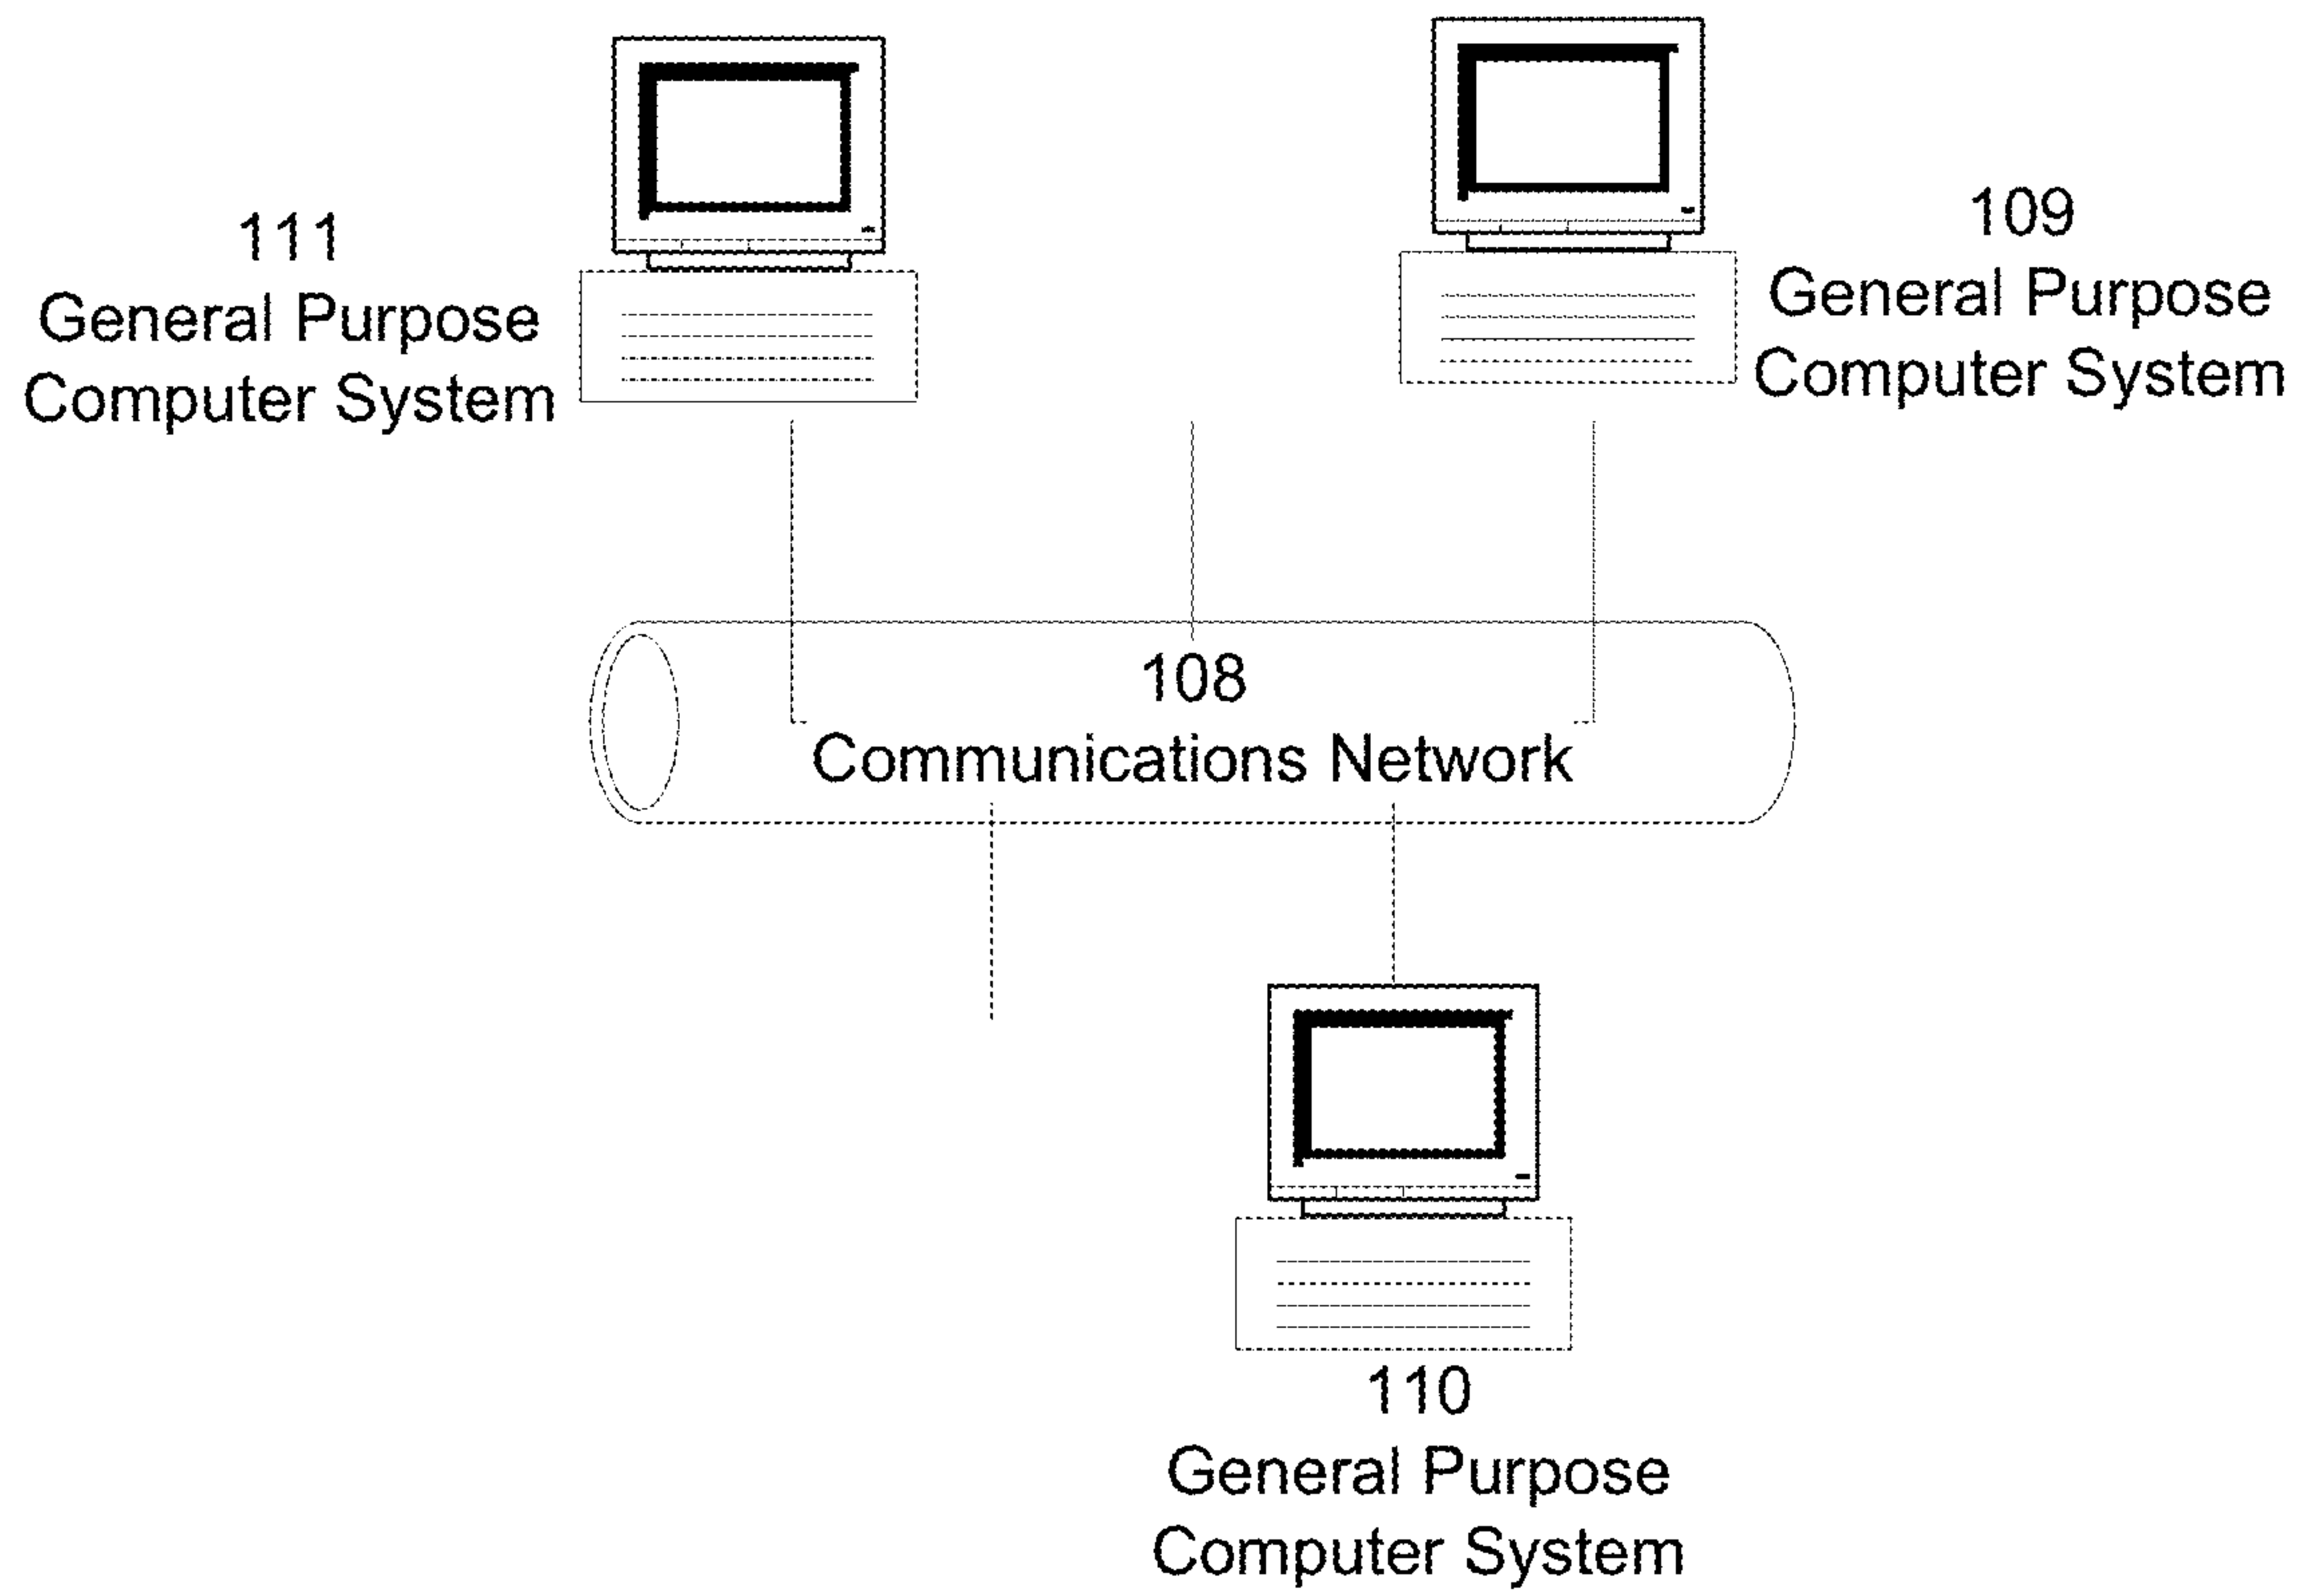 111
General Purpose
Computer System
109
General Purpose
Computer System
108
Communications Network
110
General Purpose
Computer System